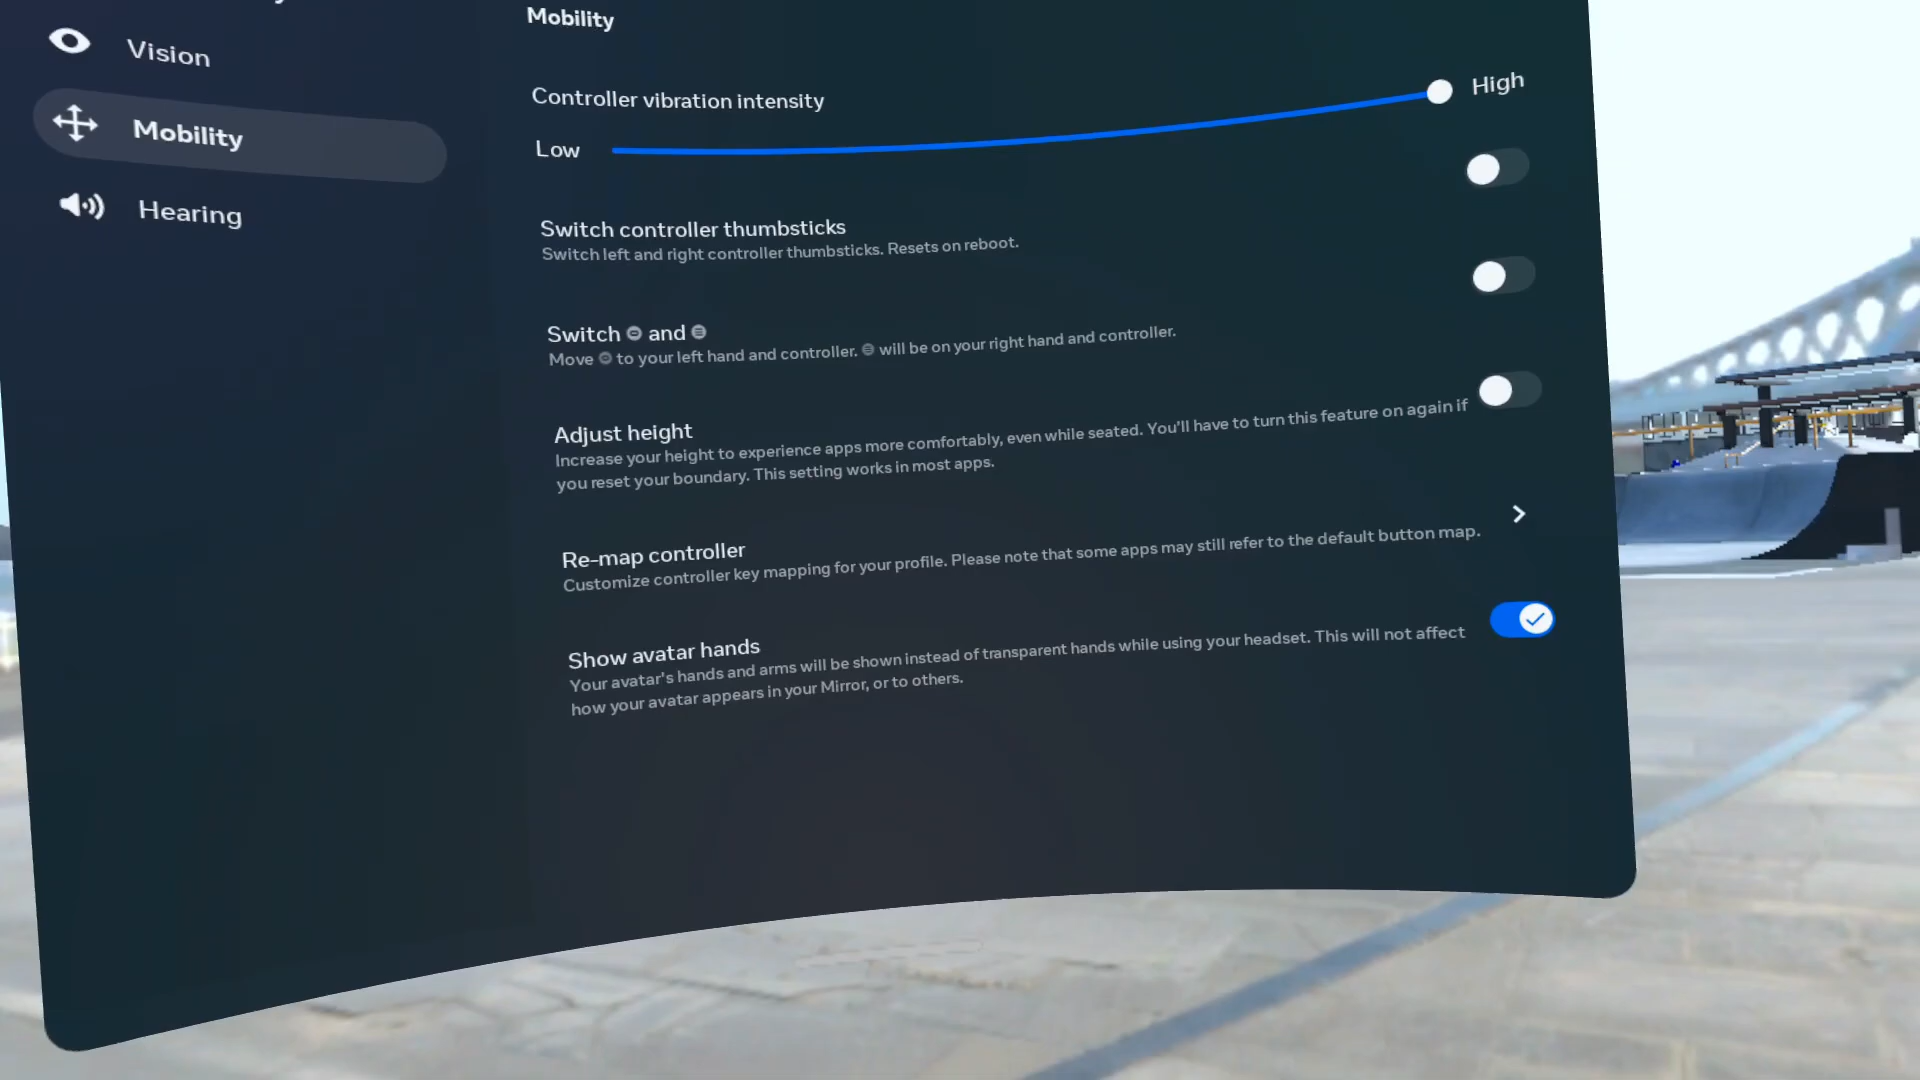 Vision
Mobility
Hearing
Mobility
Controller vibration intensity
Low
High
Switch controller thumbsticks
Switch left and right controller thumbsticks. Resets on reboot.
Switch and
Move to your left hand and controller. will be on your right hand and controller.
Adjust height
Increase your height to experience apps more comfortably, even while seated. You'll have to turn this feature on again if
you reset your boundary. This setting works in most apps.
Re-map controller
Customize controller key mapping for your profile. Please note that some apps may still refer to the default button map.
Show avatar hands
Your avatar's hands and arms will be shown instead of transparent hands while using your headset. This will not affect
how your avatar appears in your Mirror, or to others.